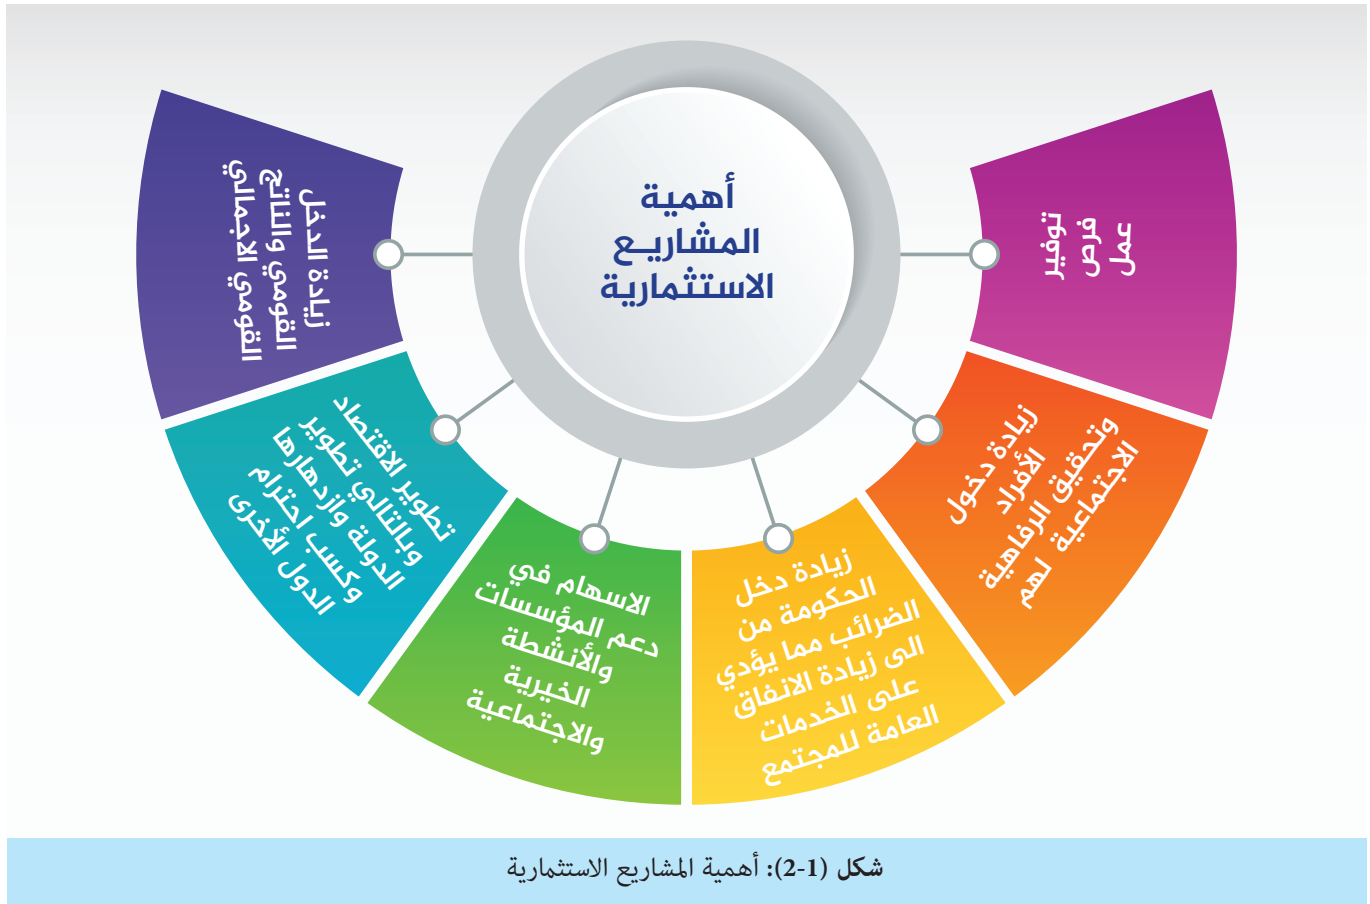 أهمية
المشاريع
الاستثمارية
توفير
فرص
عمل
زيادة دخول
الأفراد
وتحقيق الرفاهية
الاجتماعية لهم
زيادة دخل
الحكومة من
الضرائب مما يؤدي
الى زيادة الانفاق
على الخدمات
العامة للمجتمع
الاسهام في
دعم المؤسسات
والأنشطة
الخيرية
والاجتماعية
تطوير الاقتصاد
وبالتالي تطوير
الدولة وازدهارها
وكسب احترام
الدول الأخرى
زيادة الدخل
القومي والناتج
القومي الاجمالي
شكل (1-2): أهمية المشاريع الاستثمارية